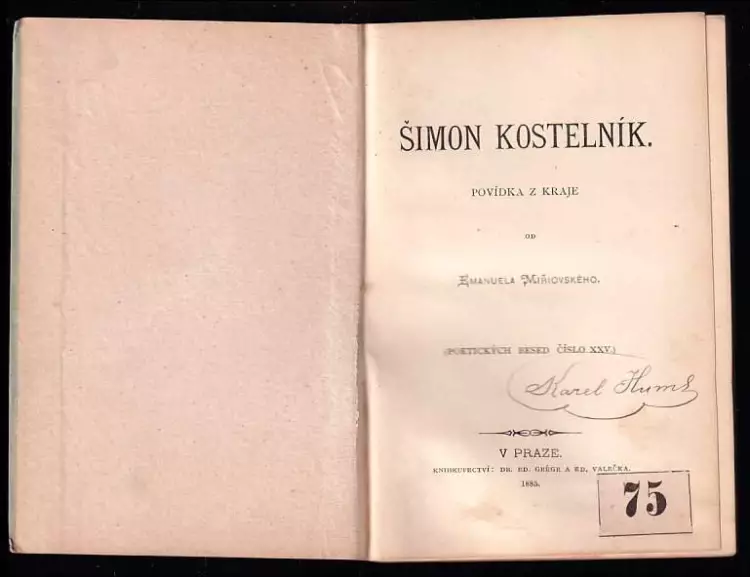 ŠIMON KOSTELNÍK.
POVÍDKA Z KRAJE
OD
EMANUELA MIŘIOVSKÉHO.
(POETICKÝCH BESED ČÍSLO XXV.)
Karel
V PRAZE.
KNIHKUPECTVÍ: DR. ED. GRÉGR A ED. VALEČKA.
1885.
75